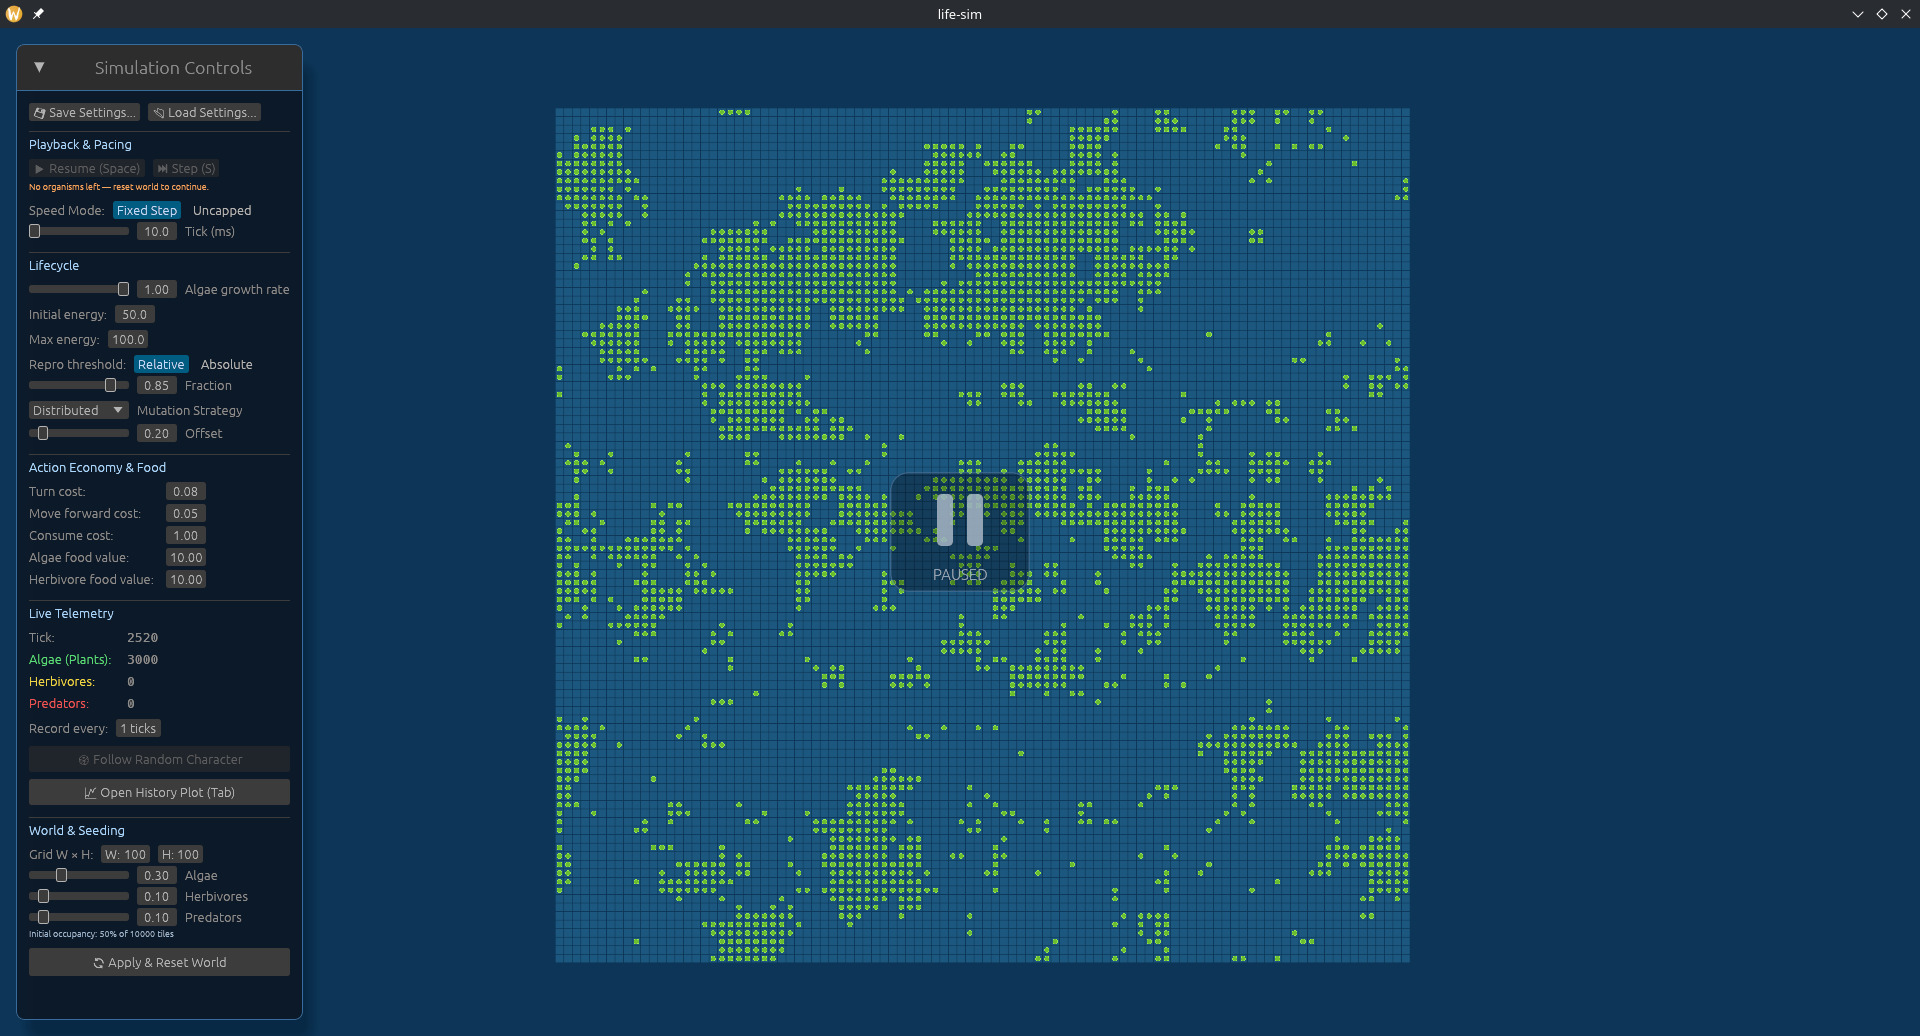 life-sim
Simulation Controls
Save Settings... Load Settings...
Playback & Pacing
Resume (Space) Step (S)
No organisms left — reset world to continue.
Speed Mode: Fixed Step Uncapped
10.0 Tick (ms)
Lifecycle
1.00 Algae growth rate
Initial energy: 50.0
Max energy: 100.0
Repro threshold: Relative Absolute
0.85 Fraction
Distributed Mutation Strategy
0.20 Offset
Action Economy & Food
Turn cost: 0.08
Move forward cost: 0.05
Consume cost: 1.00
Algae food value: 10.00
Herbivore food value: 10.00
Live Telemetry
Tick: 2520
Algae (Plants): 3000
Herbivores: 0
Predators: 0
Record every: 1 ticks
Follow Random Character
Open History Plot (Tab)
World & Seeding
Grid W × H: W: 100 H: 100
0.30 Algae
0.10 Herbivores
0.10 Predators
Initial occupancy: 50% of 10000 tiles
Apply & Reset World
PAUSED